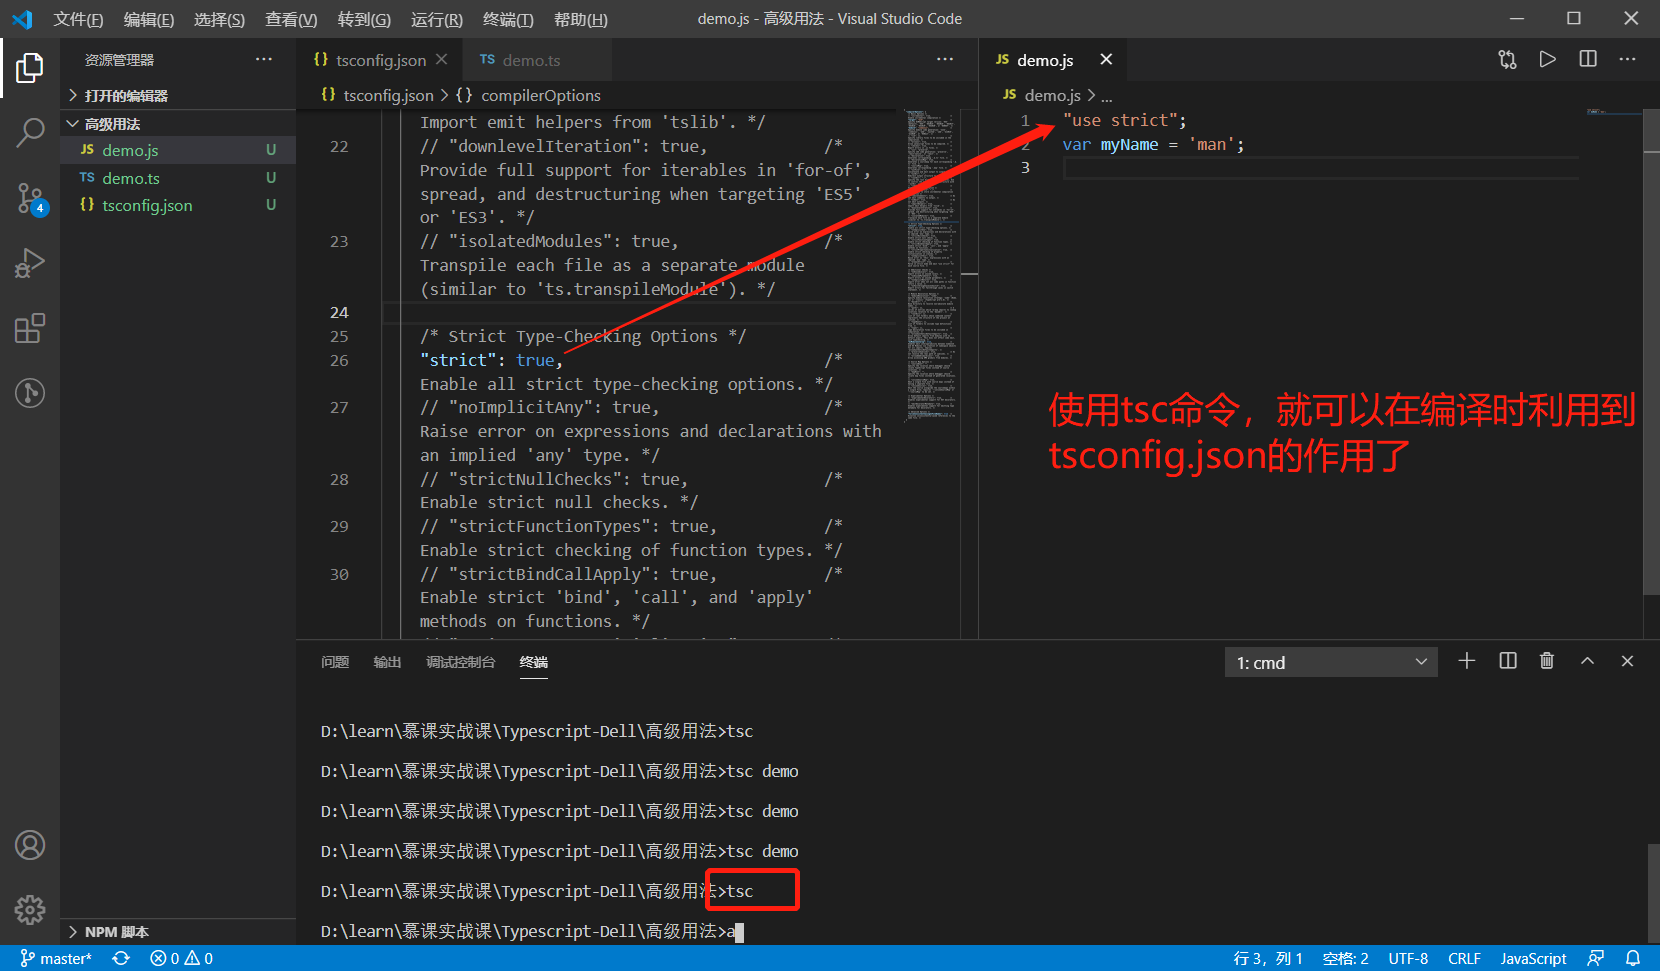 文件(F) 编辑(E) 选择(S) 查看(V) 转到(G) 运行(R) 终端(T) 帮助(H) demo.js - 高级用法 - Visual Studio Code
资源管理器
打开的编辑器
高级用法
JS demo.js U
TS demo.ts U
{} tsconfig.json U
NPM 脚本
4
{} tsconfig.json TS demo.ts
{} tsconfig.json > {} compilerOptions
Import emit helpers from 'tslib'. */
22 // "downlevelIteration": true, /*
Provide full support for iterables in 'for-of',
spread, and destructuring when targeting 'ES5'
or 'ES3'. */
23 // "isolatedModules": true, /*
Transpile each file as a separate module
(similar to 'ts.transpileModule'). */
24
25 /* Strict Type-Checking Options */
26 "strict": true, /*
Enable all strict type-checking options. */
27 // "noImplicitAny": true, /*
Raise error on expressions and declarations with
an implied 'any' type. */
28 // "strictNullChecks": true, /*
Enable strict null checks. */
29 // "strictFunctionTypes": true, /*
Enable strict checking of function types. */
30 // "strictBindCallApply": true, /*
Enable strict 'bind', 'call', and 'apply'
methods on functions. */
JS demo.js
JS demo.js > ...
1 "use strict";
2 var myName = 'man';
3
使用tsc命令，就可以在编译时利用到
tsconfig.json的作用了
问题 输出 调试控制台 终端 1: cmd
D:\learn\慕课实战课\Typescript-Dell\高级用法>tsc
D:\learn\慕课实战课\Typescript-Dell\高级用法>tsc demo
D:\learn\慕课实战课\Typescript-Dell\高级用法>tsc demo
D:\learn\慕课实战课\Typescript-Dell\高级用法>tsc demo
D:\learn\慕课实战课\Typescript-Dell\高级用法>tsc
D:\learn\慕课实战课\Typescript-Dell\高级用法>a
master* 0 0 行 3，列 1 空格: 2 UTF-8 CRLF JavaScript